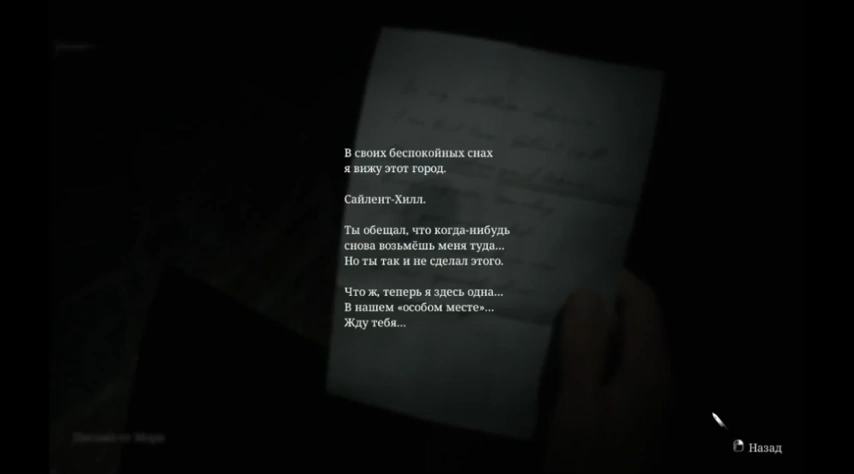 В своих беспокойных снах
я вижу этот город.
Сайлент-Хилл.
Ты обещал, что когда-нибудь
снова возьмёшь меня туда...
Но ты так и не сделал этого.
Что ж, теперь я здесь одна...
В нашем «особом месте»...
Жду тебя...
Назад